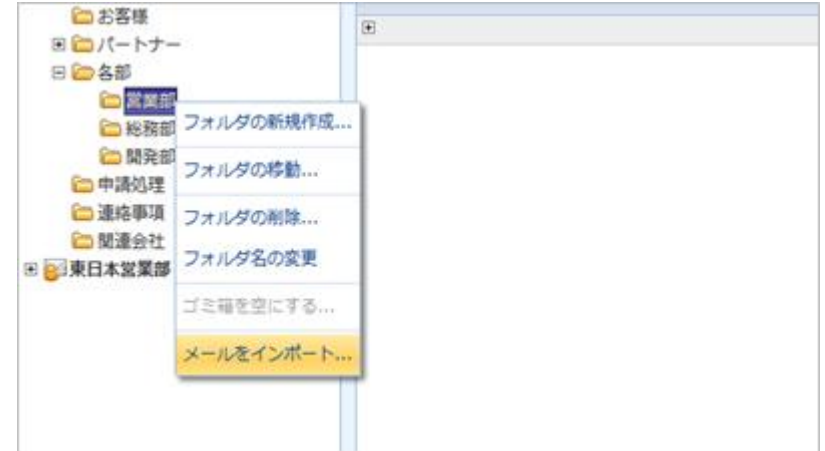 お客様
パートナー
各部
営業部
総務部
開発部
申請処理
連絡事項
関連会社
東日本営業部
フォルダの新規作成...
フォルダの移動...
フォルダの削除...
フォルダ名の変更
ゴミ箱を空にする...
メールをインポート...